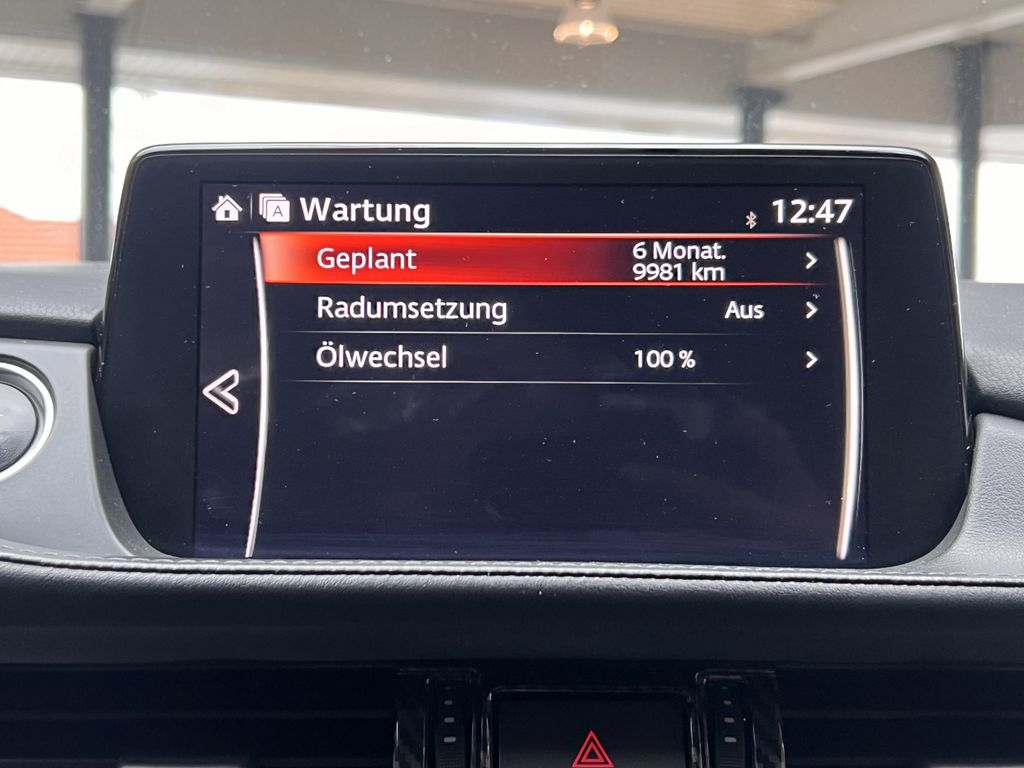 A Wartung 12:47
Geplant 6 Monat.
9981 km
Radumsetzung Aus
Ölwechsel 100 %